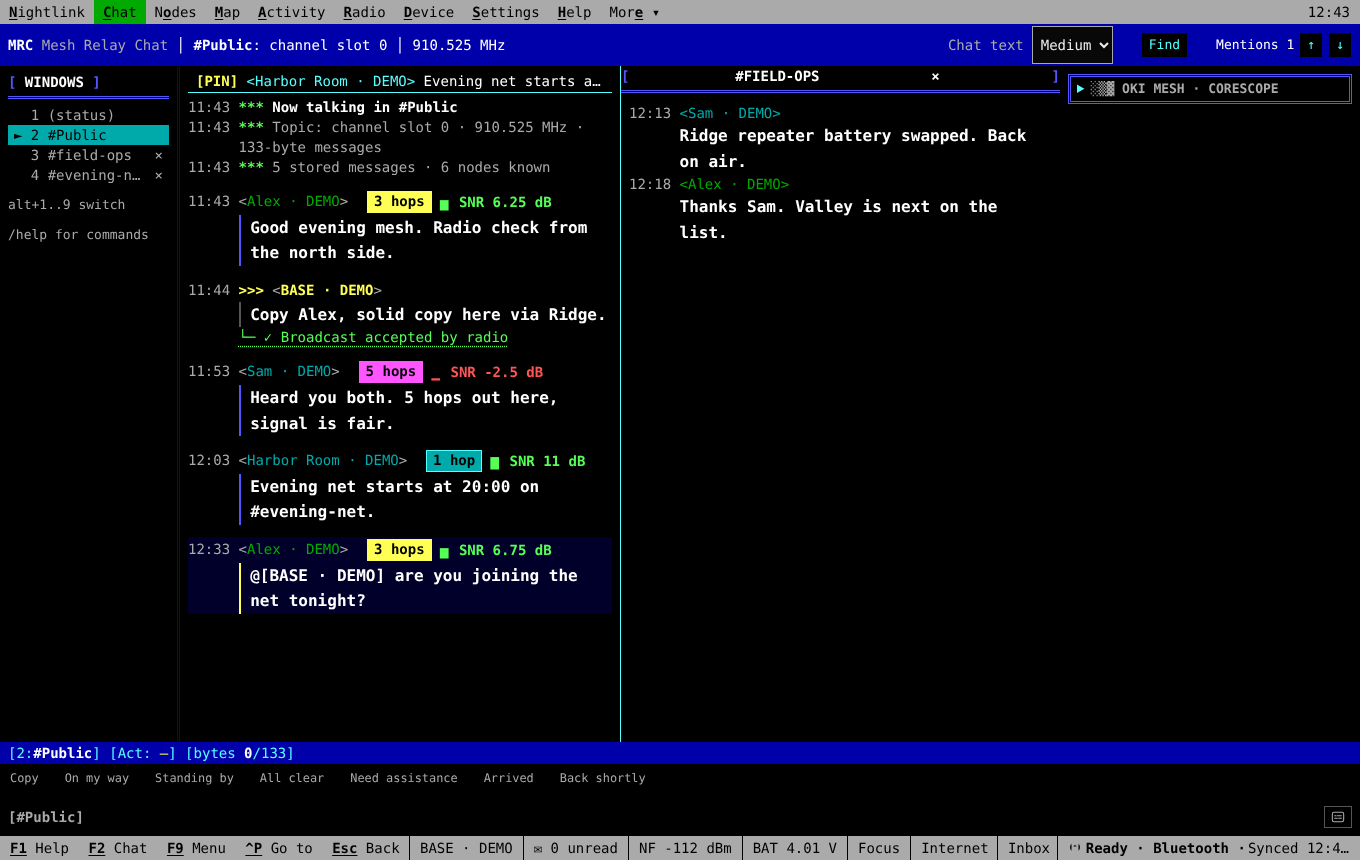 Nightlink Chat Nodes Map Activity Radio Device Settings Help More ▾ 12:43
MRC Mesh Relay Chat │ #Public: channel slot 0 │ 910.525 MHz Chat text Medium Find Mentions 1 ↑ ↓
[ WINDOWS ]
1 (status)
► 2 #Public
3 #field-ops ×
4 #evening-n… ×
alt+1..9 switch
/help for commands
[PIN] <Harbor Room · DEMO> Evening net starts a…
11:43 *** Now talking in #Public
11:43 *** Topic: channel slot 0 · 910.525 MHz ·
133-byte messages
11:43 *** 5 stored messages · 6 nodes known
11:43 <Alex · DEMO> 3 hops SNR 6.25 dB
Good evening mesh. Radio check from
the north side.
11:44 >>> <BASE · DEMO>
Copy Alex, solid copy here via Ridge.
└─ ✓ Broadcast accepted by radio
11:53 <Sam · DEMO> 5 hops SNR -2.5 dB
Heard you both. 5 hops out here,
signal is fair.
12:03 <Harbor Room · DEMO> 1 hop SNR 11 dB
Evening net starts at 20:00 on
#evening-net.
12:33 <Alex · DEMO> 3 hops SNR 6.75 dB
@[BASE · DEMO] are you joining the
net tonight?
[ #FIELD-OPS × ]
12:13 <Sam · DEMO>
Ridge repeater battery swapped. Back
on air.
12:18 <Alex · DEMO>
Thanks Sam. Valley is next on the
list.
▶ ░▒▓ OKI MESH · CORESCOPE
[2:#Public] [Act: —] [bytes 0/133]
Copy On my way Standing by All clear Need assistance Arrived Back shortly
[#Public]
F1 Help F2 Chat F9 Menu ^P Go to Esc Back BASE · DEMO ✉ 0 unread NF -112 dBm BAT 4.01 V Focus Internet Inbox Ready · Bluetooth · Synced 12:4…